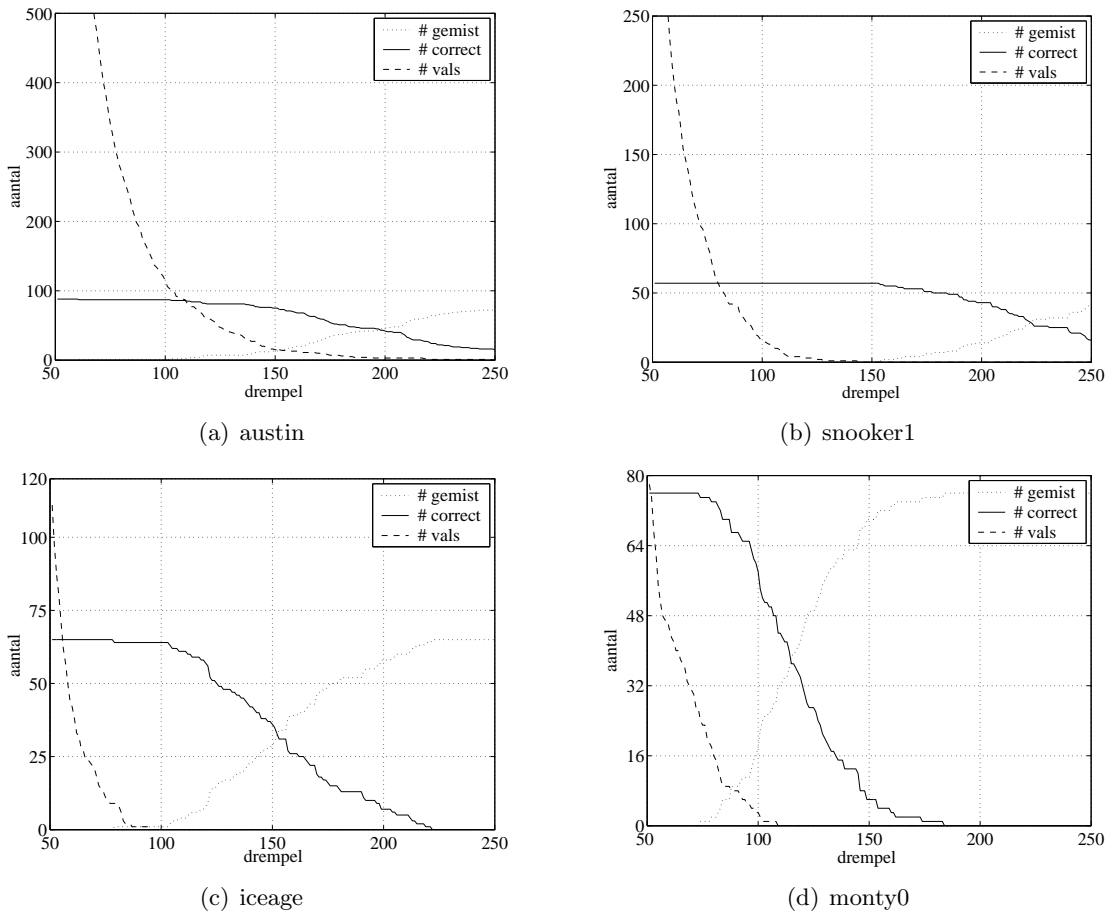 500
400
300
200
100
0
aantal
50 100 150 200 250
drempel
# gemist
# correct
# vals
(a) austin
250
200
150
100
50
0
aantal
50 100 150 200 250
drempel
# gemist
# correct
# vals
(b) snooker1
120
100
75
50
25
0
aantal
50 100 150 200 250
drempel
# gemist
# correct
# vals
(c) iceage
80
64
48
32
16
0
aantal
50 100 150 200 250
drempel
# gemist
# correct
# vals
(d) monty0